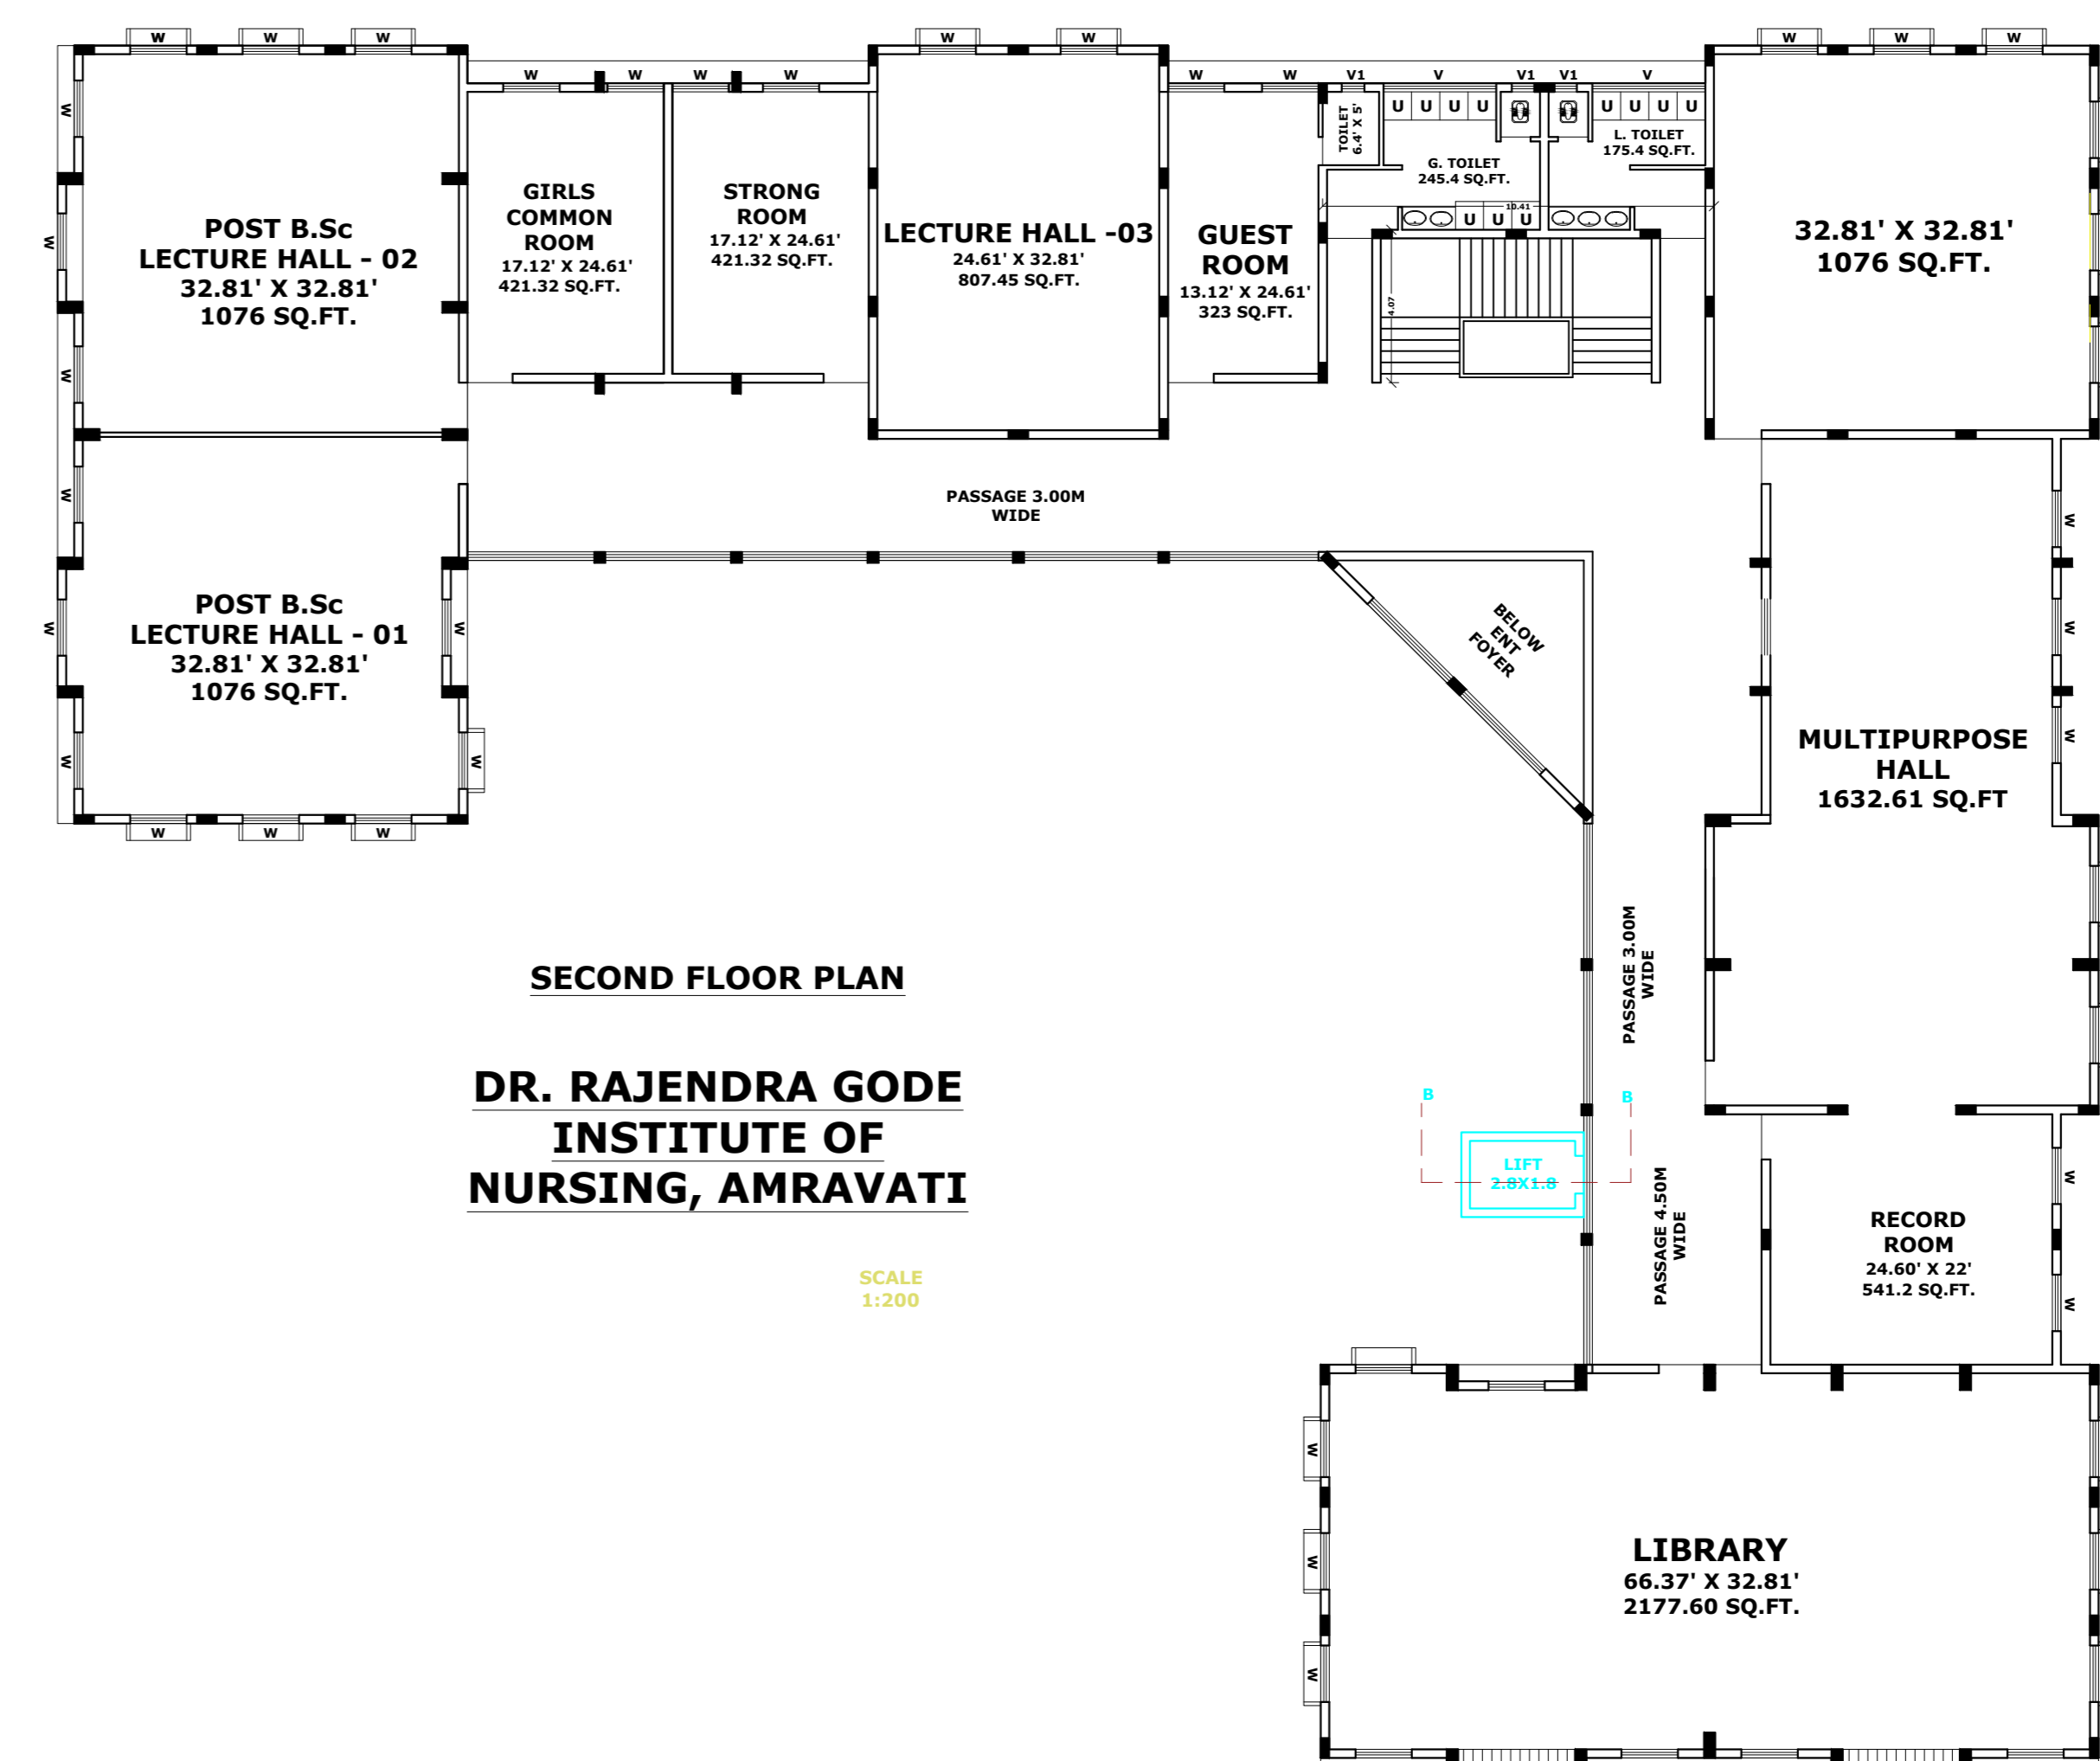 W W W
W W
W W W
W W W W
W W V1 V V1 V1 V
W
U U U U
U U U U
TOILET
6.4' X 5'
L. TOILET
175.4 SQ.FT.
G. TOILET
245.4 SQ.FT.
10.41
U U U
4.07
POST B.Sc
LECTURE HALL - 02
32.81' X 32.81'
1076 SQ.FT.
GIRLS
COMMON
ROOM
17.12' X 24.61'
421.32 SQ.FT.
STRONG
ROOM
17.12' X 24.61'
421.32 SQ.FT.
LECTURE HALL -03
24.61' X 32.81'
807.45 SQ.FT.
GUEST
ROOM
13.12' X 24.61'
323 SQ.FT.
32.81' X 32.81'
1076 SQ.FT.
W
W
W
PASSAGE 3.00M
WIDE
W
POST B.Sc
LECTURE HALL - 01
32.81' X 32.81'
1076 SQ.FT.
W
W
W
W
W W W
BELOW
ENT
FOYER
W
W
W
MULTIPURPOSE
HALL
1632.61 SQ.FT
PASSAGE 3.00M
WIDE
SECOND FLOOR PLAN
DR. RAJENDRA GODE
INSTITUTE OF
NURSING, AMRAVATI
SCALE
1:200
B
B
LIFT
2.8X1.8
PASSAGE 4.50M
WIDE
W
RECORD
ROOM
24.60' X 22'
541.2 SQ.FT.
W
W
W
W
LIBRARY
66.37' X 32.81'
2177.60 SQ.FT.